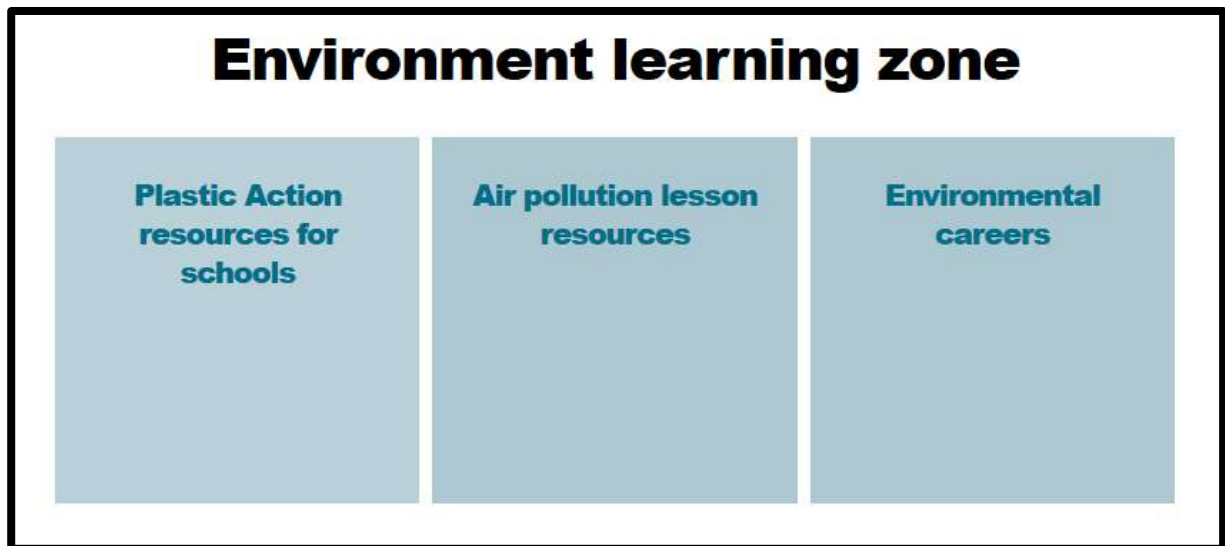 Environment learning zone
Plastic Action
resources for
schools
Air pollution lesson
resources
Environmental
careers